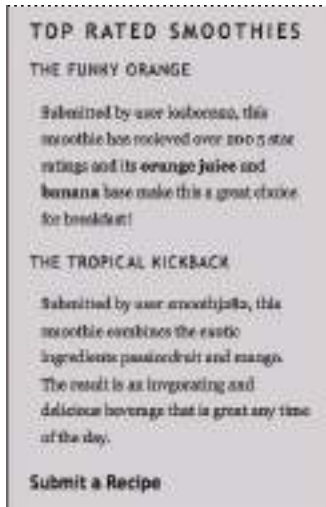 TOP RATED SMOOTHIES
THE FUNKY ORANGE
Submitted by user this
smoothie has recieved over 200 5 star
ratings and its orange juice and
banana base make this a great choice
for breakfast!
THE TROPICAL KICKBACK
Submitted by user this
smoothie combines the exotic
ingredients passionfruit and mango.
The result is an invgorating and
delicious beverage that is great any time
of the day.
Submit a Recipe